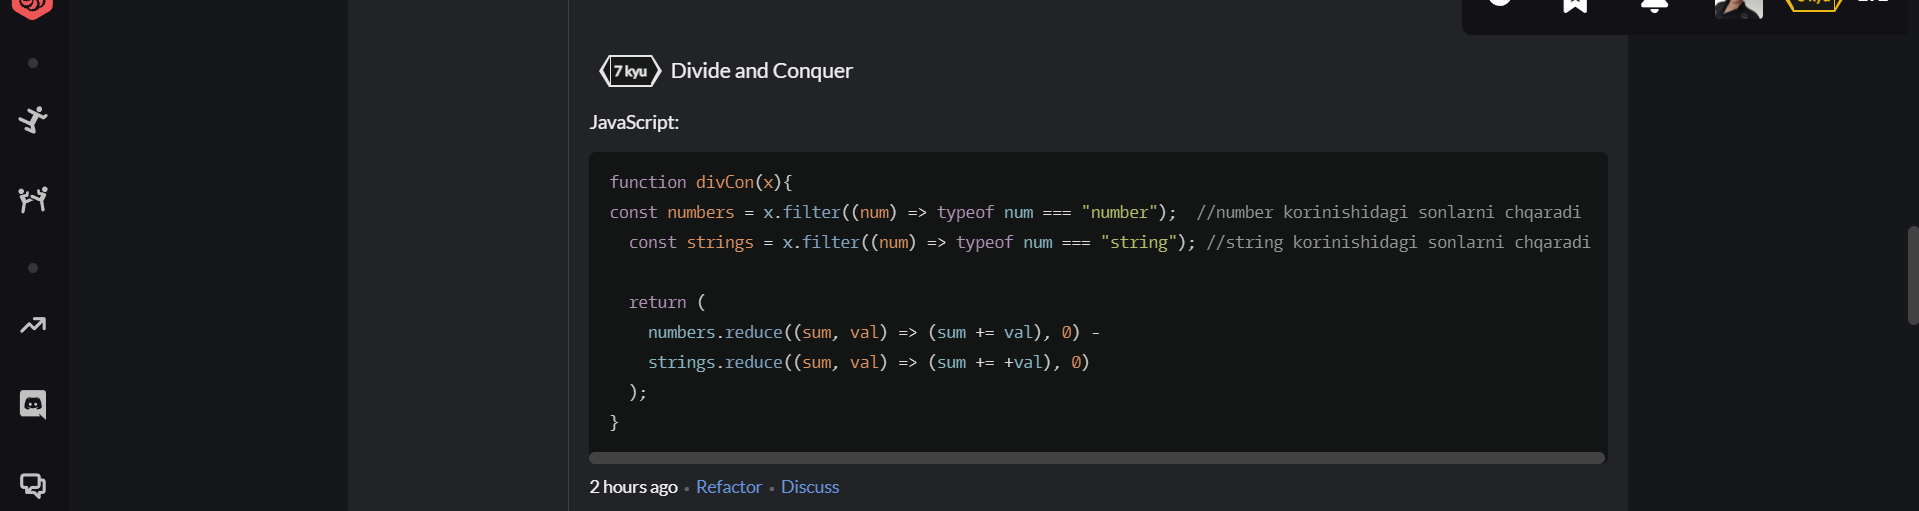 7 kyu Divide and Conquer
JavaScript:
function divCon(x){
const numbers = x.filter((num) => typeof num === "number");  //number korinishidagi sonlarni chqaradi
  const strings = x.filter((num) => typeof num === "string"); //string korinishidagi sonlarni chqaradi
  return (
    numbers.reduce((sum, val) => (sum += val), 0) -
    strings.reduce((sum, val) => (sum += +val), 0)
  );
}
2 hours ago • Refactor • Discuss